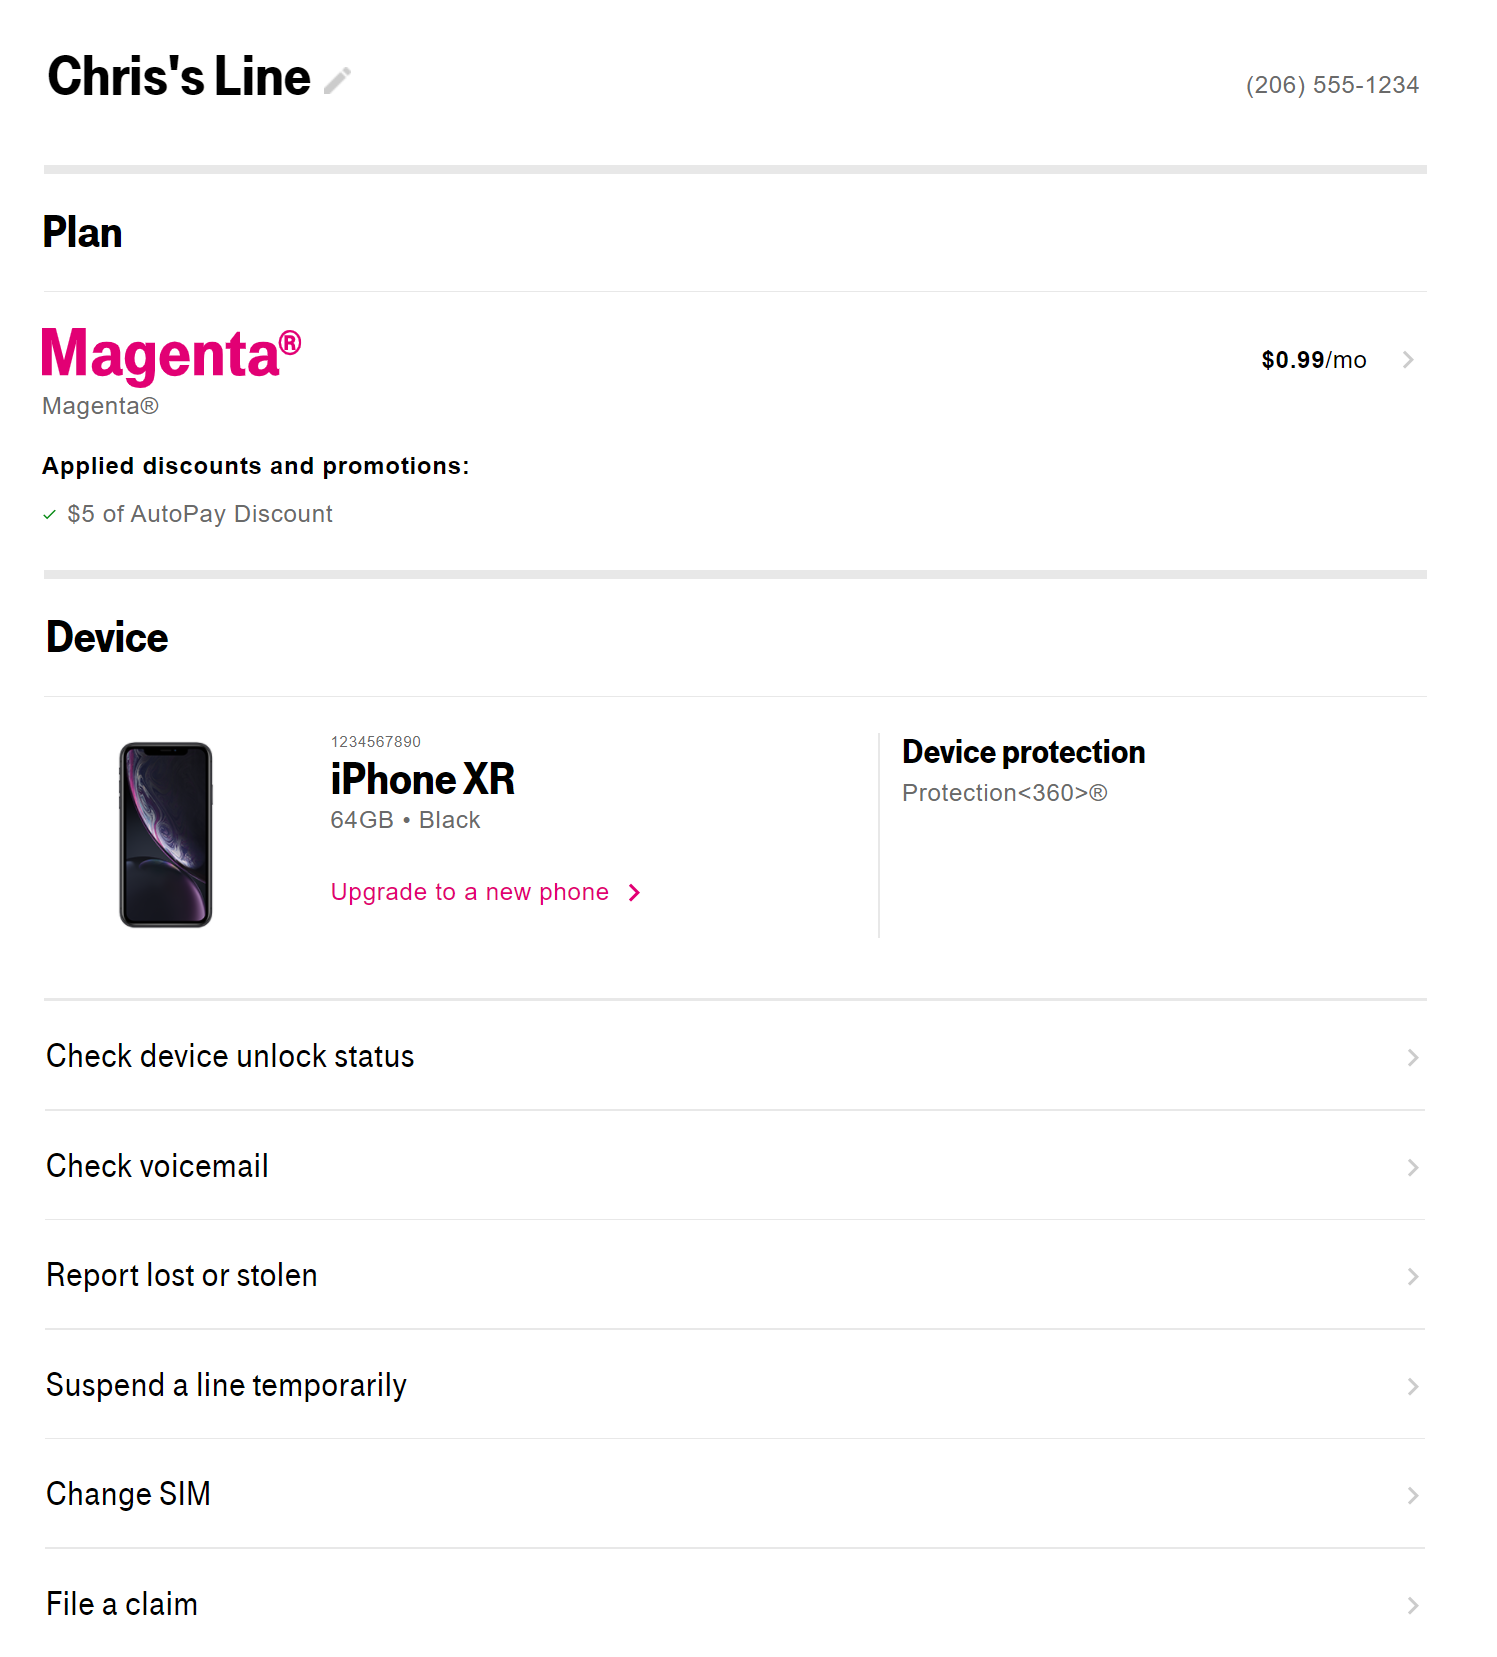 Chris's Line
(206) 555-1234
Plan
Magenta®
$0.99/mo
Magenta®
Applied discounts and promotions:
$5 of AutoPay Discount
Device
1234567890
iPhone XR
64GB • Black
Upgrade to a new phone
Device protection
Protection<360>®
Check device unlock status
Check voicemail
Report lost or stolen
Suspend a line temporarily
Change SIM
File a claim